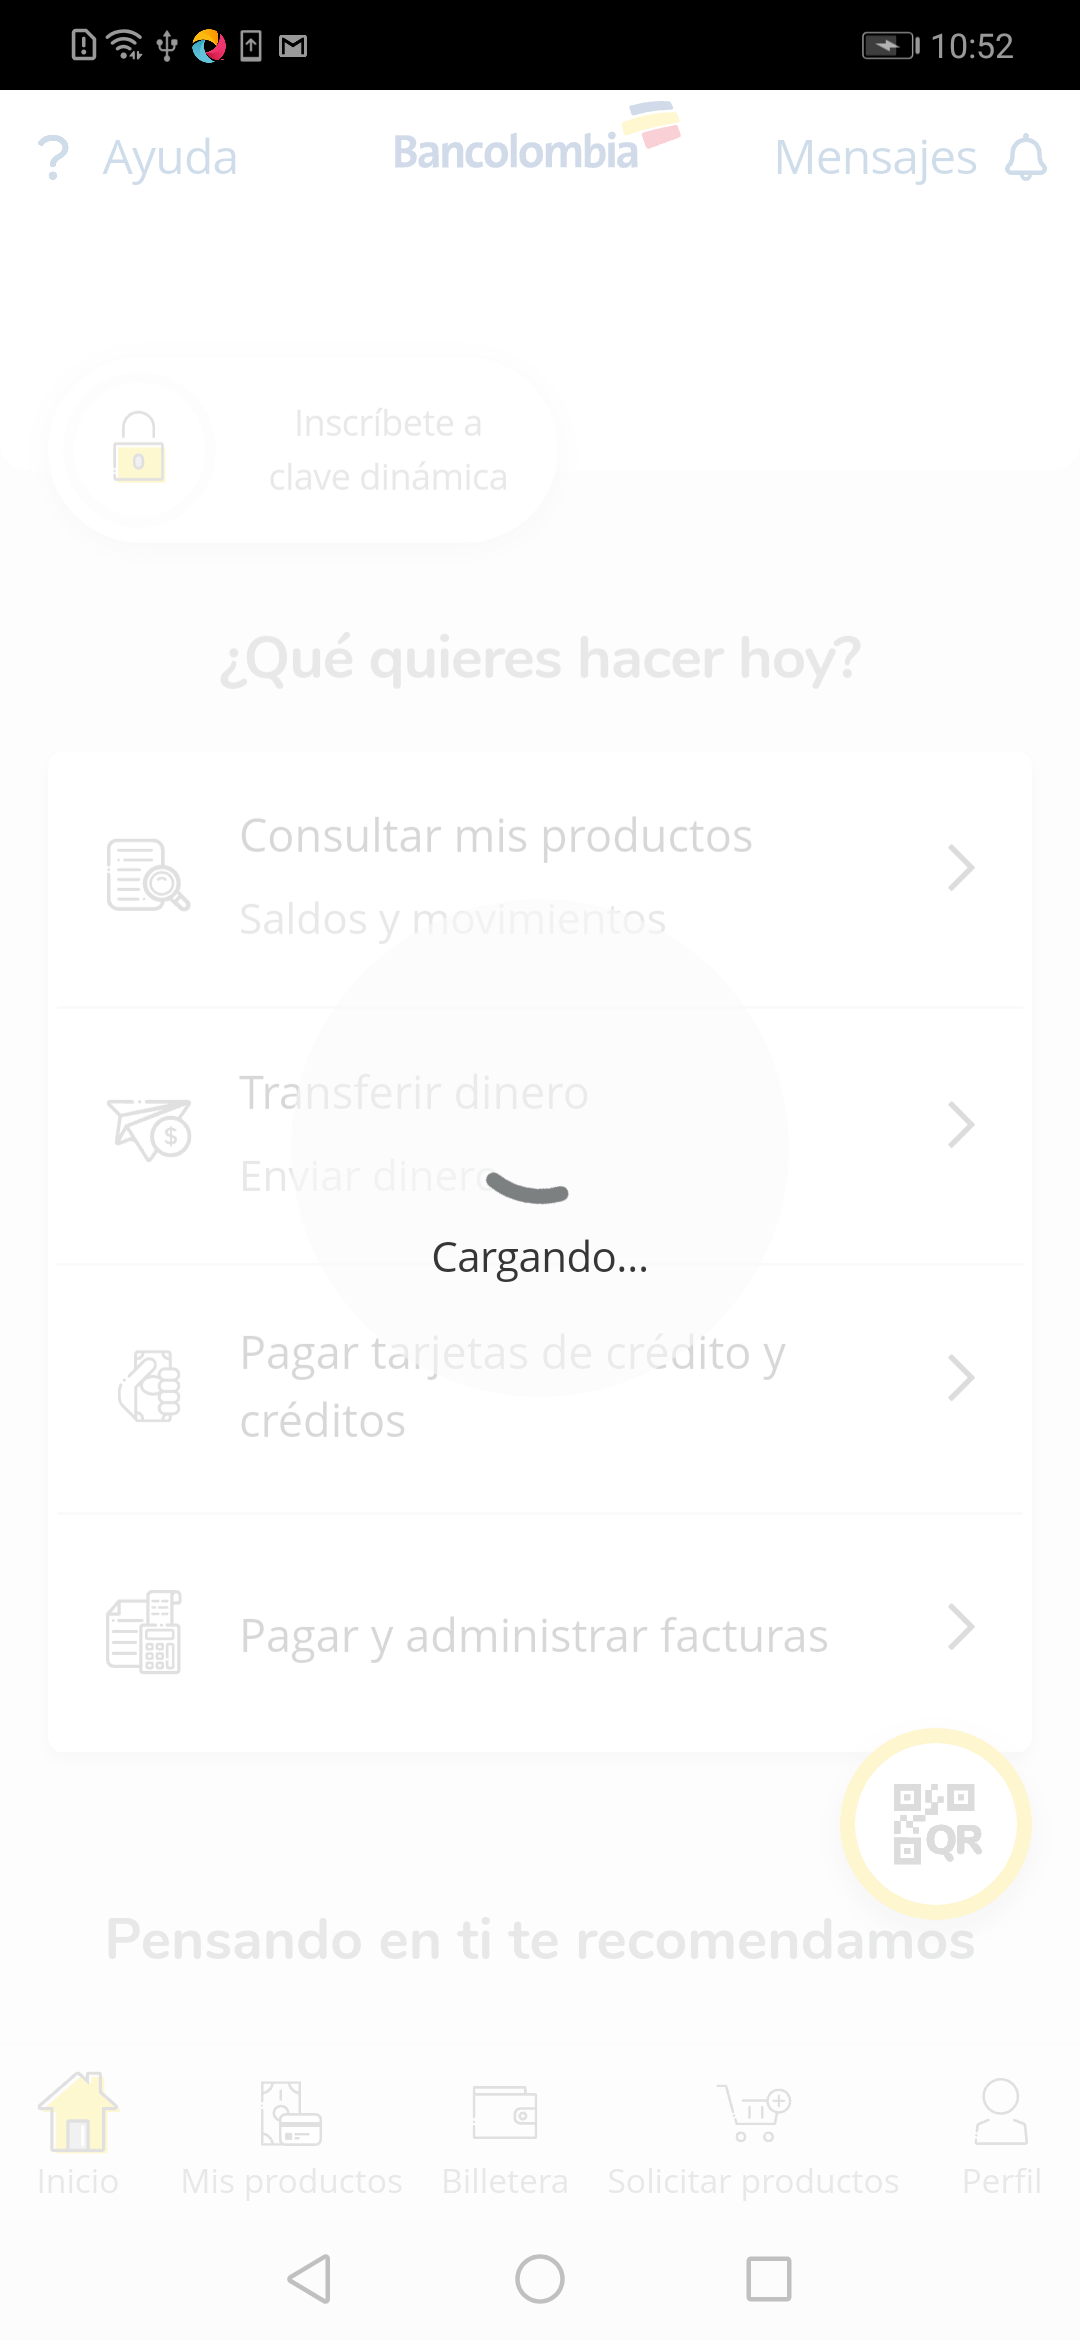 10:52
? Ayuda
Bancolombia
Mensajes
Inscríbete a
clave dinámica
¿Qué quieres hacer hoy?
Consultar mis productos
Saldos y movimientos
Transferir dinero
Enviar dinero
Cargando...
Pagar tarjetas de crédito y
créditos
Pagar y administrar facturas
QR
Pensando en ti te recomendamos
Inicio
Mis productos
Billetera
Solicitar productos
Perfil